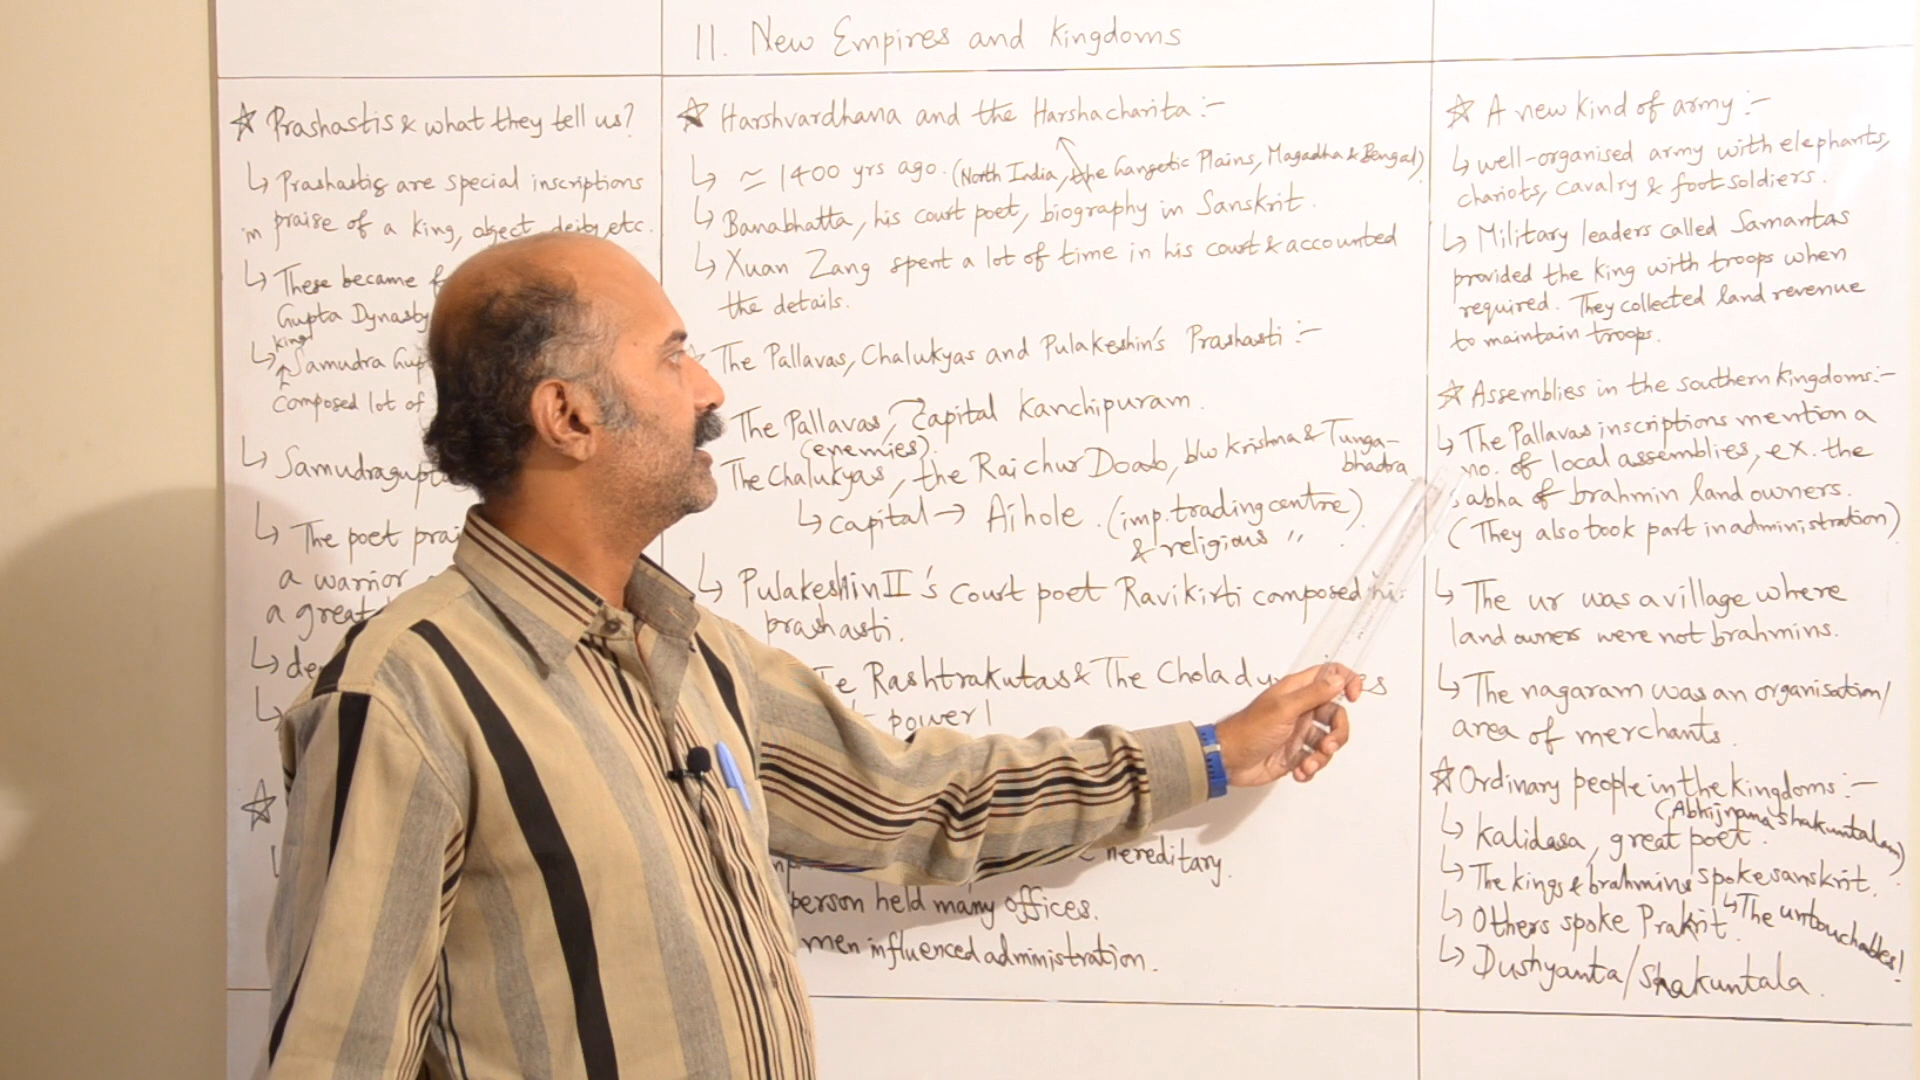 11. New Empires and Kingdoms
☆ Prashastis & what they tell us?
↳ Prashastis are special inscriptions
in praise of a king, object, deity, etc.
↳ These became
Gupta Dynasty
king
↳ Samudra Gup
composed lot of
↳ Samudragupta
↳ The poet prai
a warrior
a great
↳ de
☆ Harshvardhana and the Harshacharita :-
↳ ≃ 1400 yrs ago. (North India, the Gangetic Plains, Magadha & Bengal)
↳ Banabhatta, his court poet, biography in Sanskrit.
↳ Xuan Zang spent a lot of time in his court & accounted
the details.
The Pallavas, Chalukyas and Pulakeshin's Prashasti :-
The Pallavas, Capital Kanchipuram.
(enemies)
The Chalukyas, the Raichur Doab, b/w Krishna & Tunga-
bhadra
↳ capital → Aihole. (imp. trading centre)
& religious "
↳ Pulakeshin II's court poet Ravikirti composed hi
prashasti.
e Rashtrakutas & The Chola dy es
power!
hereditary.
person held many offices.
men influenced administration.
☆ A new kind of army :-
↳ well-organised army with elephants,
chariots, cavalry & foot soldiers.
↳ Military leaders called Samantas
provided the king with troops when
required. They collected land revenue
to maintain troops.
☆ Assemblies in the southern kingdoms:-
↳ The Pallavas inscriptions mention a
no. of local assemblies, ex. the
sabha of brahmin land owners.
(They also took part in administration)
↳ The ur was a village where
land owners were not brahmins.
↳ The nagaram was an organisation/
area of merchants.
☆ Ordinary people in the kingdoms :-
(Abhijnana Shakuntalam)
↳ Kalidasa, great poet.
↳ The kings & brahmins spoke sanskrit.
↳ Others spoke Prakrit. ↳ The untouchables!
↳ Dushyanta/Shakuntala.